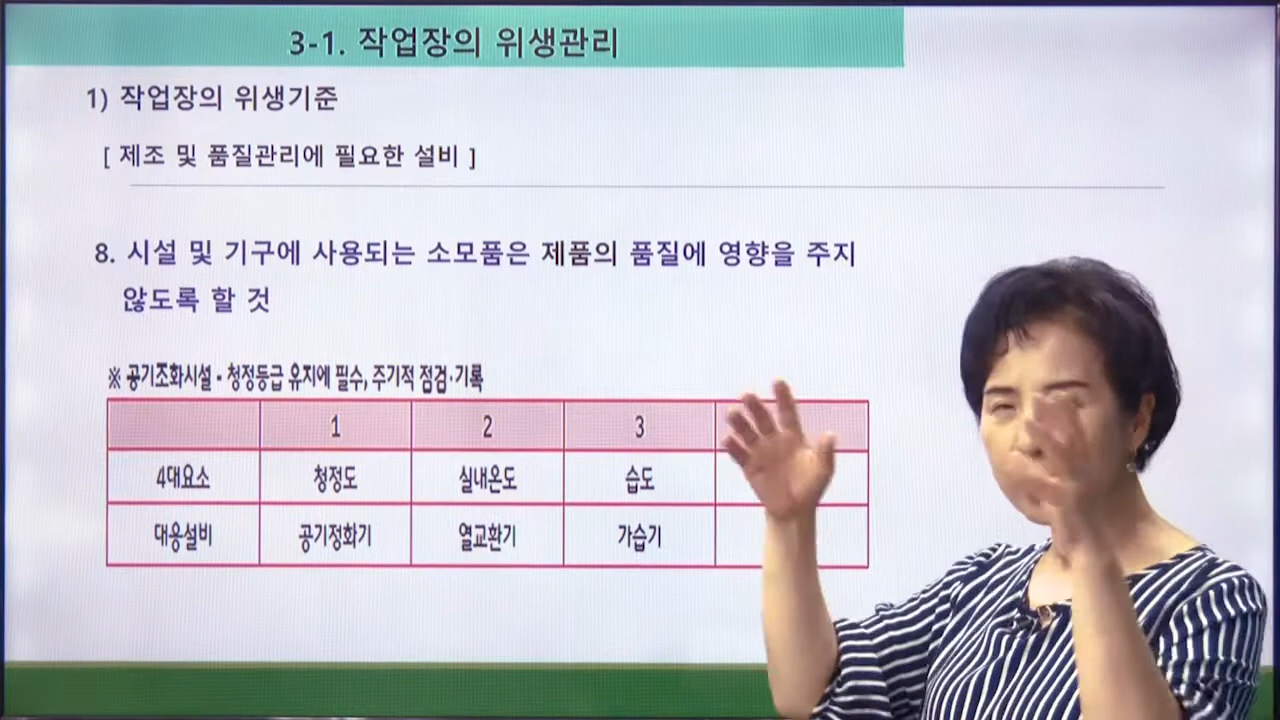 3-1. 작업장의 위생관리
1) 작업장의 위생기준
[ 제조 및 품질관리에 필요한 설비 ]
8. 시설 및 기구에 사용되는 소모품은 제품의 품질에 영향을 주지
않도록 할 것
※ 공기조화시설 - 청정등급 유지에 필수, 주기적 점검·기록
1 2 3
4대요소 청정도 실내온도 습도
대응설비 공기정화기 열교환기 가습기